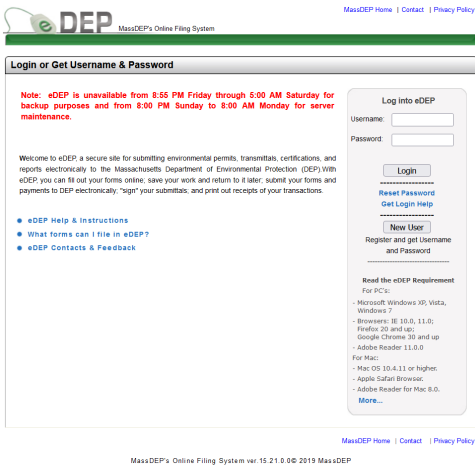 MassDEP Home | Contact | Privacy Policy
eDEP MassDEP's Online Filing System
Login or Get Username & Password
Note: eDEP is unavailable from 8:55 PM Friday through 5:00 AM Saturday for
backup purposes and from 8:00 PM Sunday to 8:00 AM Monday for server
maintenance.
Welcome to eDEP, a secure site for submitting environmental permits, transmittals, certifications, and
reports electronically to the Massachusetts Department of Environmental Protection (DEP).With
eDEP, you can fill out your forms online; save your work and return to it later; submit your forms and
payments to DEP electronically; "sign" your submittals; and print out receipts of your transactions.
eDEP Help & Instructions
What forms can I file in eDEP?
eDEP Contacts & Feedback
Log into eDEP
Username:
Password:
Login
----------------
Reset Password
Get Login Help
----------------
New User
Register and get Username
and Password
------------------------
Read the eDEP Requirement
For PC's:
- Microsoft Windows XP, Vista,
Windows 7
- Browsers: IE 10.0, 11.0;
Firefox 20 and up;
Google Chrome 30 and up
- Adobe Reader 11.0.0
For Mac:
- Mac OS 10.4.11 or higher.
- Apple Safari Browser.
- Adobe Reader for Mac 8.0.
More...
MassDEP Home | Contact | Privacy Policy
MassDEP's Online Filing System ver.15.21.0.0© 2019 MassDEP